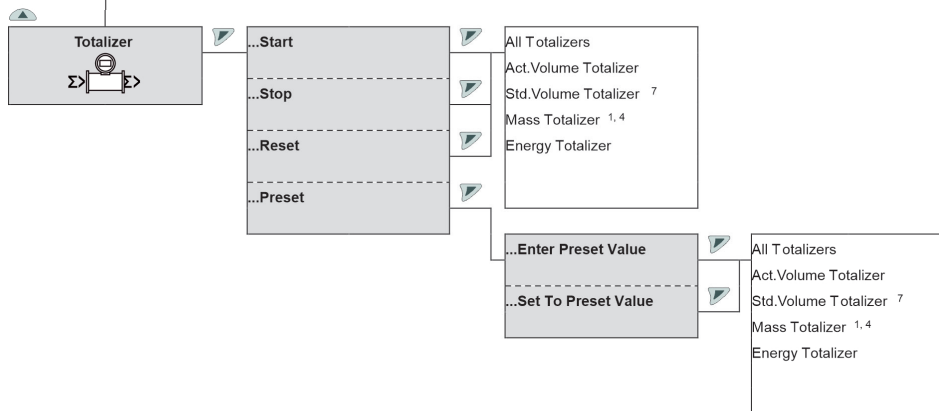 Totalizer
Σ> Σ>
...Start
...Stop
...Reset
...Preset
All Totalizers
Act.Volume Totalizer
Std.Volume Totalizer 7
Mass Totalizer 1, 4
Energy Totalizer
...Enter Preset Value
...Set To Preset Value
All Totalizers
Act.Volume Totalizer
Std.Volume Totalizer 7
Mass Totalizer 1, 4
Energy Totalizer